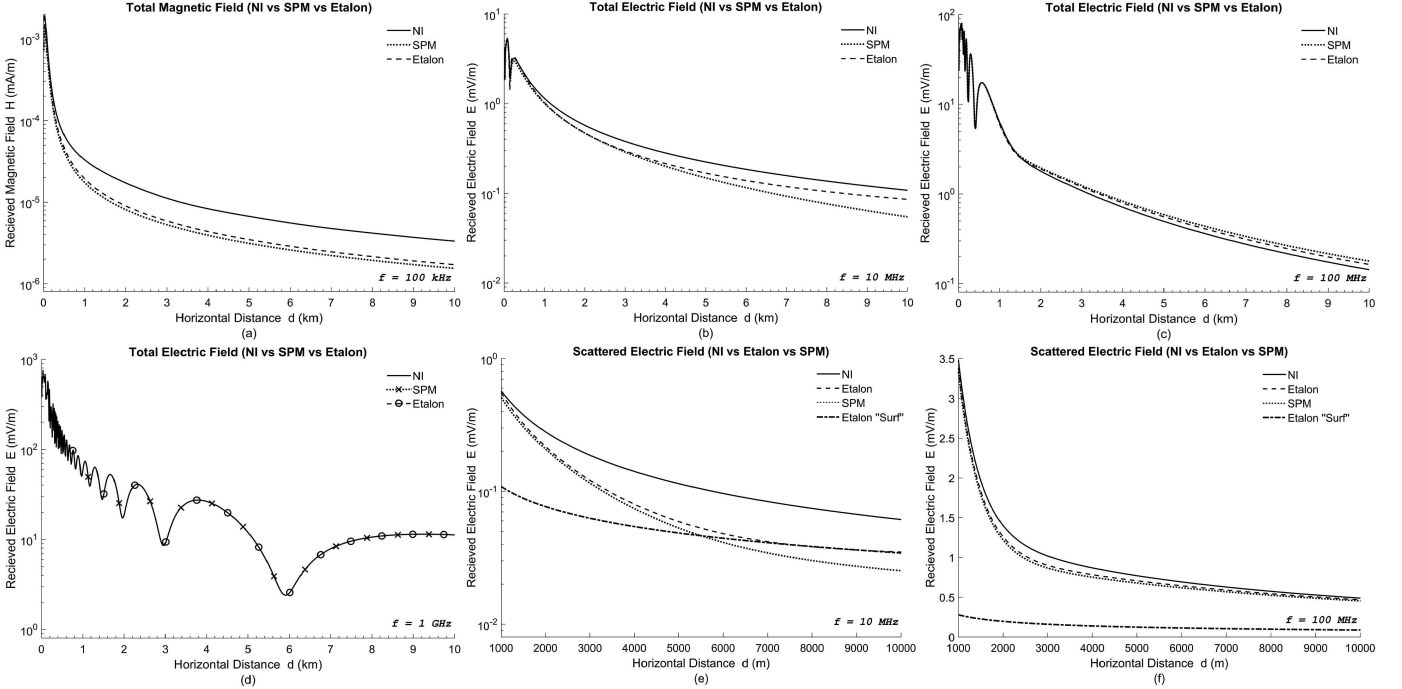 Total Magnetic Field (NI vs SPM vs Etalon)
NI
SPM
Etalon
Recieved Magnetic Field H (mA/m)
10^-3
10^-4
10^-5
10^-6
f = 100 kHz
0 1 2 3 4 5 6 7 8 9 10
Horizontal Distance d (km)
(a)
Total Electric Field (NI vs SPM vs Etalon)
NI
SPM
Etalon
Recieved Electric Field E (mV/m)
10^1
10^0
10^-1
10^-2
f = 10 MHz
0 1 2 3 4 5 6 7 8 9 10
Horizontal Distance d (km)
(b)
Total Electric Field (NI vs SPM vs Etalon)
NI
SPM
Etalon
Recieved Electric Field E (mV/m)
10^2
10^1
10^0
10^-1
f = 100 MHz
0 1 2 3 4 5 6 7 8 9 10
Horizontal Distance d (km)
(c)
Total Electric Field (NI vs SPM vs Etalon)
NI
SPM
Etalon
Recieved Electric Field E (mV/m)
10^3
10^2
10^1
10^0
f = 1 GHz
0 1 2 3 4 5 6 7 8 9 10
Horizontal Distance d (km)
(d)
Scattered Electric Field (NI vs Etalon vs SPM)
NI
Etalon
SPM
Etalon "Surf"
Recieved Electric Field E (mV/m)
10^0
10^-1
10^-2
f = 10 MHz
1000 2000 3000 4000 5000 6000 7000 8000 9000 10000
Horizontal Distance d (m)
(e)
Scattered Electric Field (NI vs Etalon vs SPM)
NI
Etalon
SPM
Etalon "Surf"
Recieved Electric Field E (mV/m)
3.5
3
2.5
2
1.5
1
0.5
0
f = 100 MHz
1000 2000 3000 4000 5000 6000 7000 8000 9000 10000
Horizontal Distance d (m)
(f)